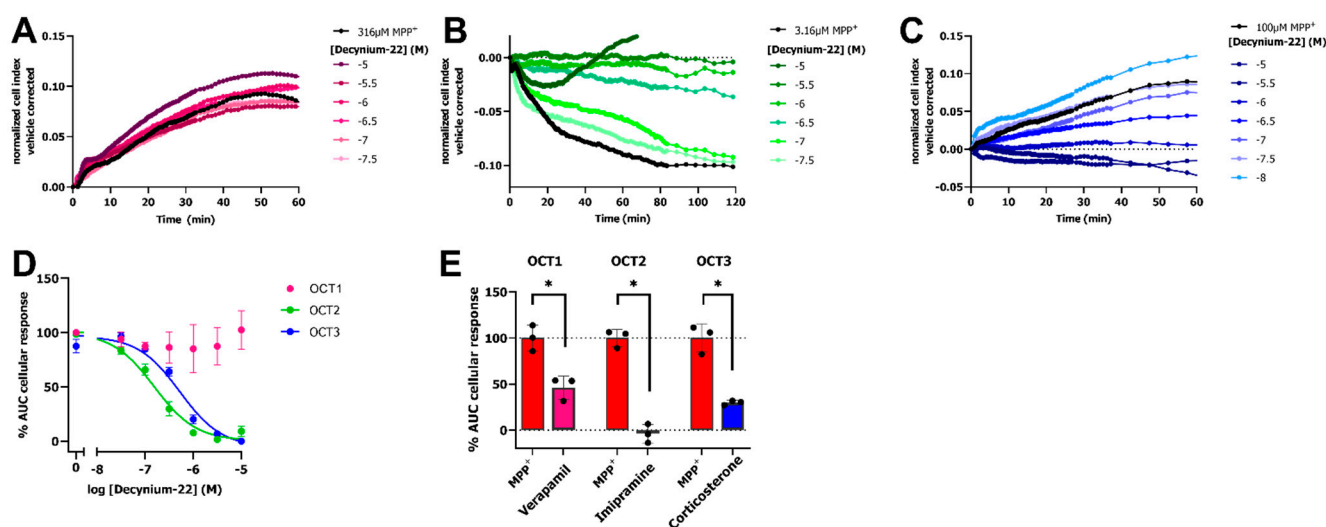 A
normalized cell index
vehicle corrected
0.15
0.10
0.05
0.00
0 10 20 30 40 50 60
Time (min)
316µM MPP⁺
[Decynium-22] (M)
-5
-5.5
-6
-6.5
-7
-7.5
B
normalized cell index
vehicle corrected
0.00
-0.05
-0.10
0 20 40 60 80 100 120
Time (min)
3.16µM MPP⁺
[Decynium-22] (M)
-5
-5.5
-6
-6.5
-7
-7.5
C
normalized cell index
vehicle corrected
0.15
0.10
0.05
0.00
-0.05
0 10 20 30 40 50 60
Time (min)
100µM MPP⁺
[Decynium-22] (M)
-5
-5.5
-6
-6.5
-7
-7.5
-8
D
% AUC cellular response
150
100
50
0
0 -8 -7 -6 -5
log [Decynium-22] (M)
OCT1
OCT2
OCT3
E
% AUC cellular response
150
100
50
0
OCT1 OCT2 OCT3
* * *
MPP⁺
Verapamil
MPP⁺
Imipramine
MPP⁺
Corticosterone